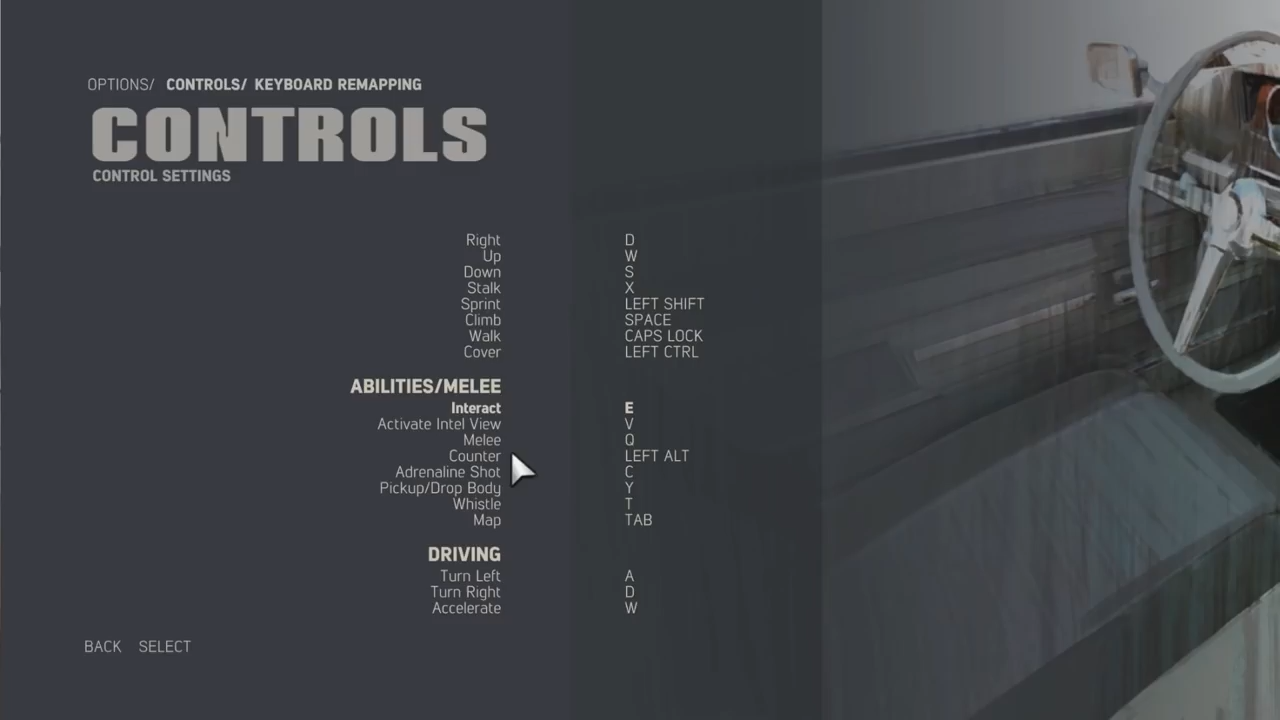 OPTIONS/ CONTROLS/ KEYBOARD REMAPPING
CONTROLS
CONTROL SETTINGS
Right D
Up W
Down S
Stalk X
Sprint LEFT SHIFT
Climb SPACE
Walk CAPS LOCK
Cover LEFT CTRL
ABILITIES/MELEE
Interact E
Activate Intel View V
Melee Q
Counter LEFT ALT
Adrenaline Shot C
Pickup/Drop Body Y
Whistle T
Map TAB
DRIVING
Turn Left A
Turn Right D
Accelerate W
BACK SELECT